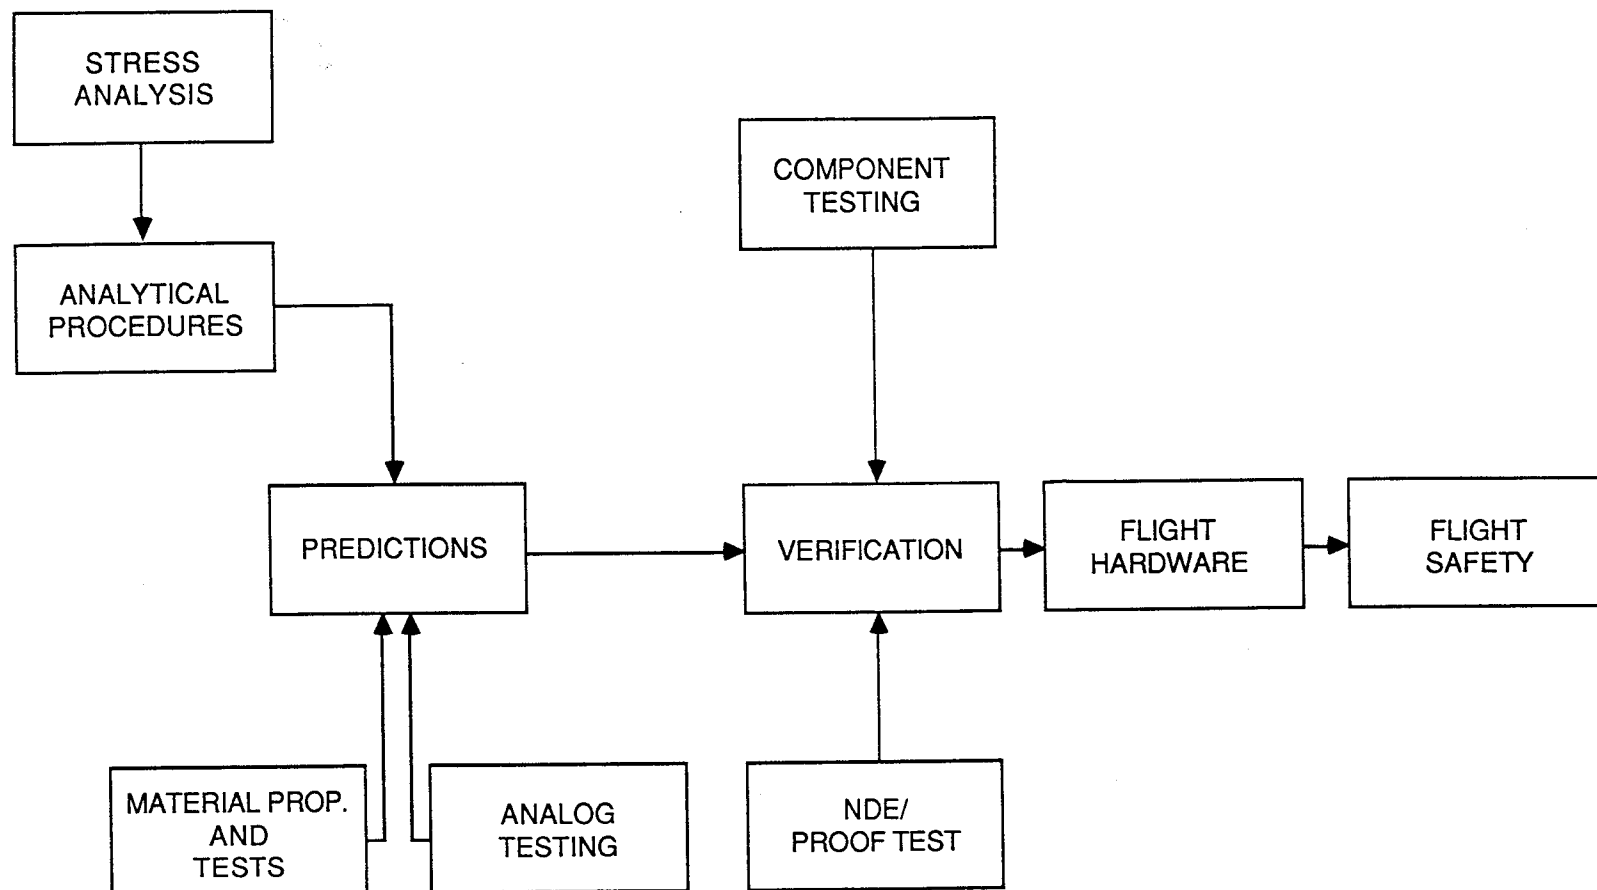 STRESS
ANALYSIS
COMPONENT
TESTING
ANALYTICAL
PROCEDURES
PREDICTIONS
VERIFICATION
FLIGHT
HARDWARE
FLIGHT
SAFETY
MATERIAL PROP.
AND
TESTS
ANALOG
TESTING
NDE/
PROOF TEST